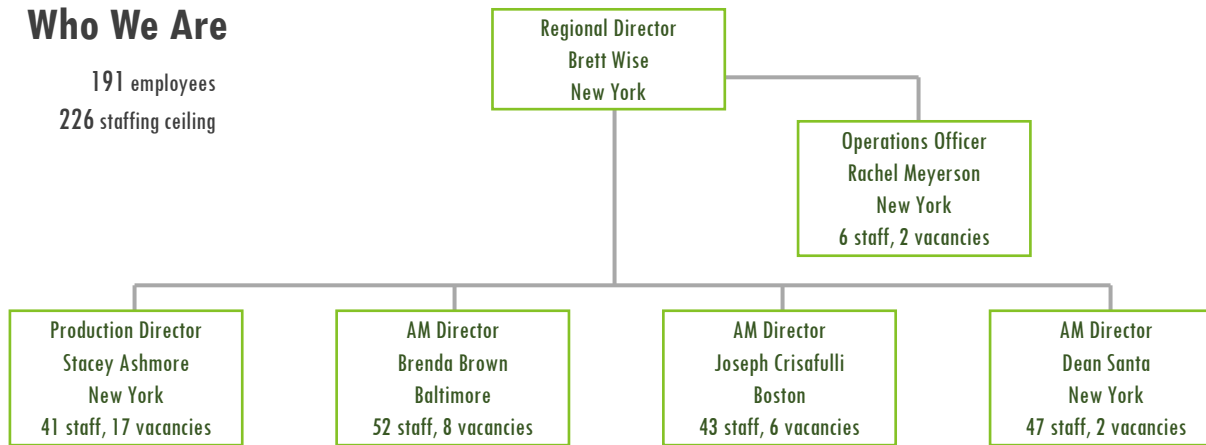 Who We Are
191 employees
226 staffing ceiling
Regional Director
Brett Wise
New York
Operations Officer
Rachel Meyerson
New York
6 staff, 2 vacancies
Production Director
Stacey Ashmore
New York
41 staff, 17 vacancies
AM Director
Brenda Brown
Baltimore
52 staff, 8 vacancies
AM Director
Joseph Crisafulli
Boston
43 staff, 6 vacancies
AM Director
Dean Santa
New York
47 staff, 2 vacancies